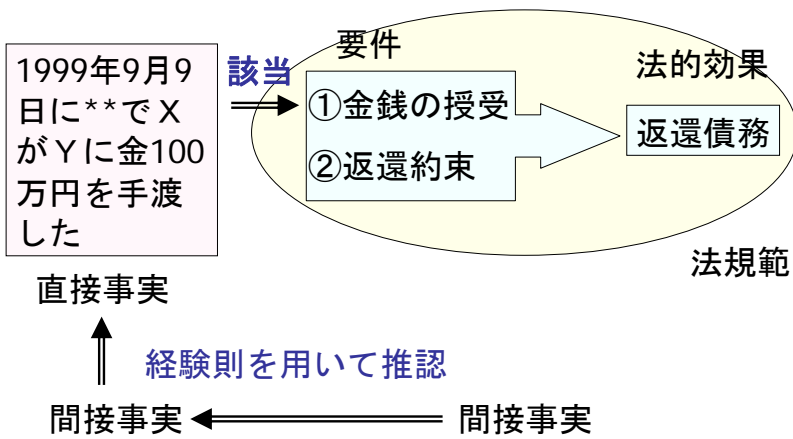 1999年9月9
日に**でX
がYに金100
万円を手渡
した
該当
要件
①金銭の授受
②返還約束
法的効果
返還債務
法規範
直接事実
経験則を用いて推認
間接事実
間接事実